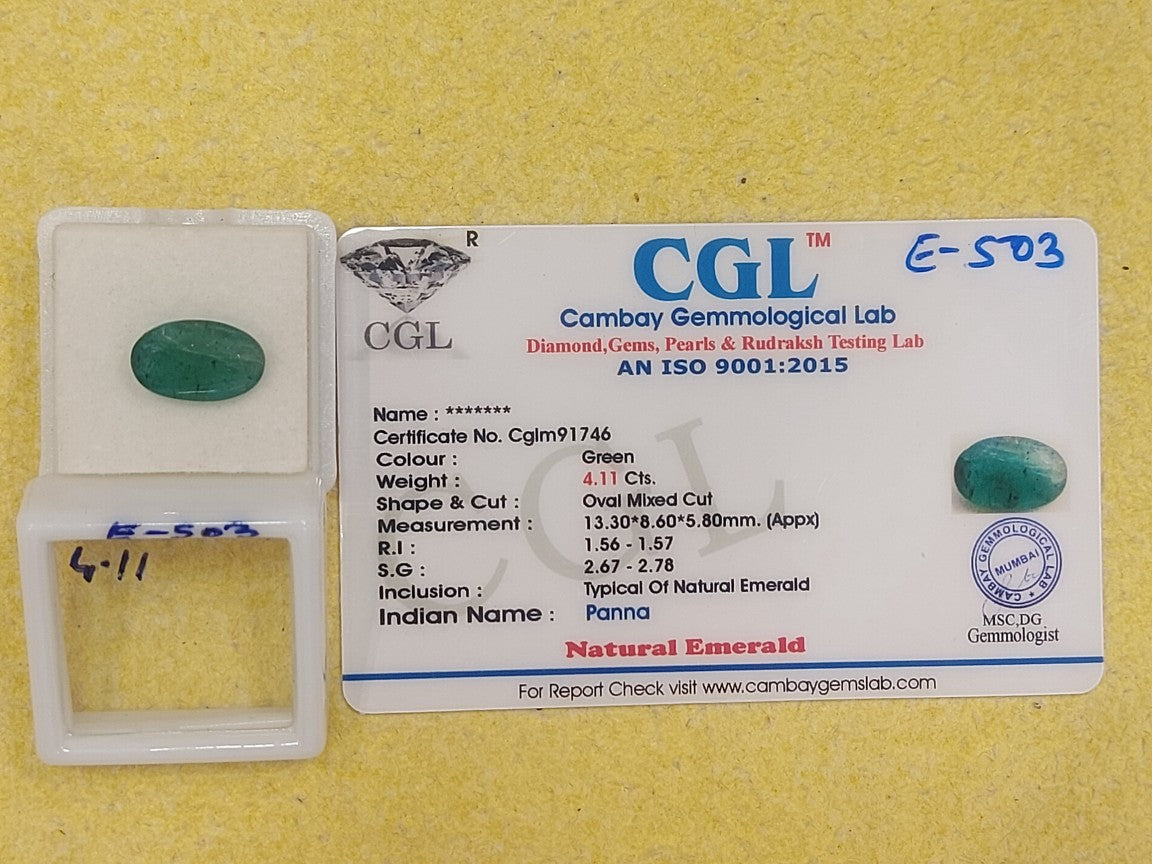 E-503
4.11
R
CGL
CGL™
E-503
Cambay Gemmological Lab
Diamond,Gems, Pearls & Rudraksh Testing Lab
AN ISO 9001:2015
Name : *******
Certificate No. Cglm91746
Colour : Green
Weight : 4.11 Cts.
Shape & Cut : Oval Mixed Cut
Measurement : 13.30*8.60*5.80mm. (Appx)
R.I : 1.56 - 1.57
S.G : 2.67 - 2.78
Inclusion : Typical Of Natural Emerald
Indian Name : Panna
Natural Emerald
For Report Check visit www.cambaygemslab.com
CAMBAY GEMMOLOGICAL LAB
MUMBAI
MSC,DG
Gemmologist
CGL